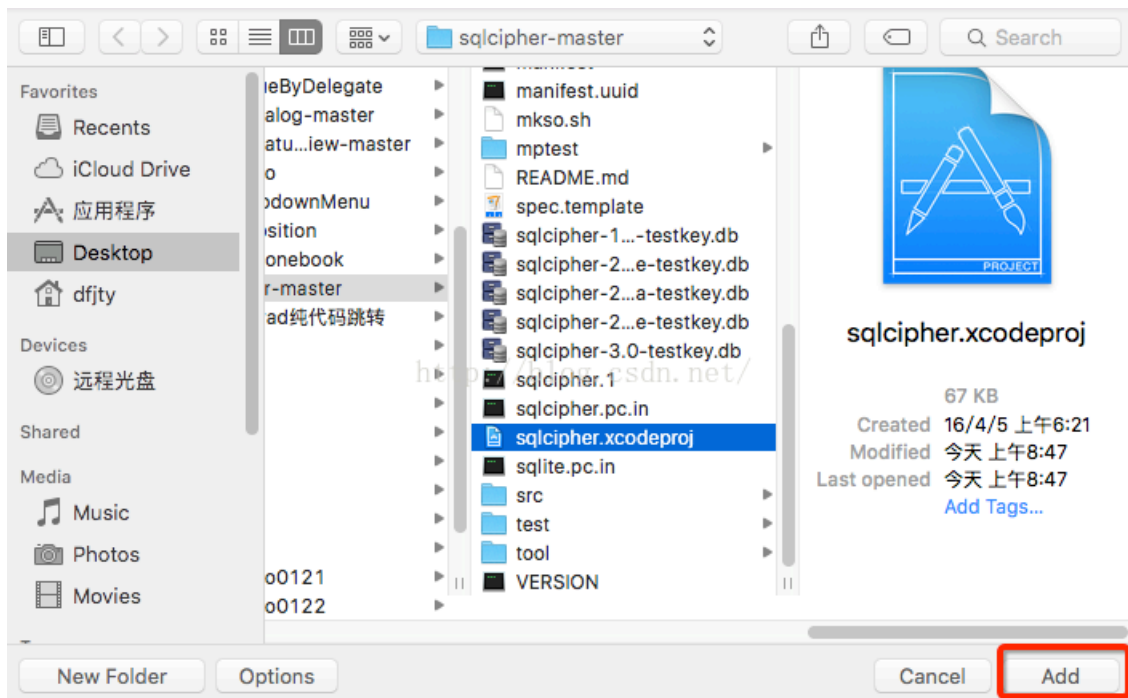 sqlcipher-master
Search
Favorites
Recents
iCloud Drive
应用程序
Desktop
dfjty
Devices
远程光盘
Shared
Media
Music
Photos
Movies
ieByDelegate
alog-master
atu...iew-master
o
odownMenu
osition
onebook
r-master
ad纯代码跳转
o0121
o0122
manifest.uuid
mkso.sh
mptest
README.md
spec.template
sqlcipher-1...-testkey.db
sqlcipher-2...e-testkey.db
sqlcipher-2...a-testkey.db
sqlcipher-2...e-testkey.db
sqlcipher-3.0-testkey.db
sqlcipher.1
sqlcipher.pc.in
sqlcipher.xcodeproj
sqlite.pc.in
src
test
tool
VERSION
PROJECT
sqlcipher.xcodeproj
67 KB
Created 16/4/5 上午6:21
Modified 今天 上午8:47
Last opened 今天 上午8:47
Add Tags...
http://blog.csdn.net/
New Folder
Options
Cancel
Add